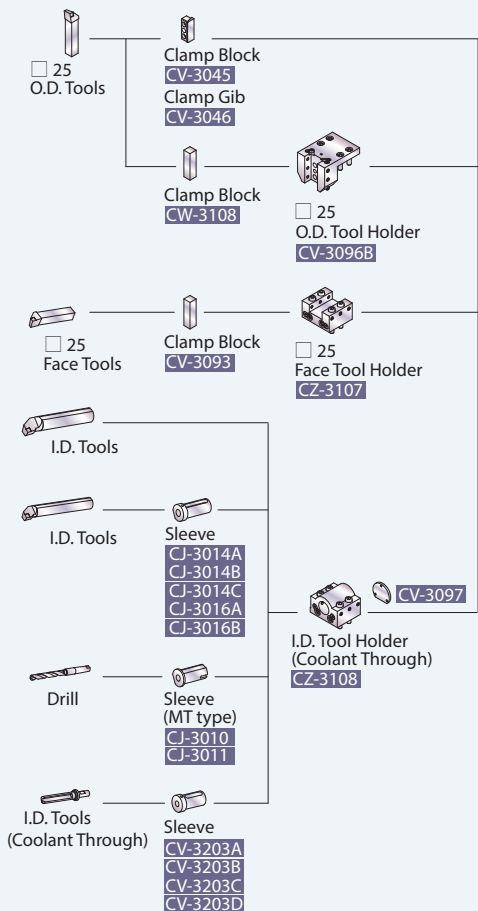 □ 25
O.D. Tools
Clamp Block
CV-3045
Clamp Gib
CV-3046
Clamp Block
CW-3108
□ 25
O.D. Tool Holder
CV-3096B
□ 25
Face Tools
Clamp Block
CV-3093
□ 25
Face Tool Holder
CZ-3107
I.D. Tools
I.D. Tools
Sleeve
CJ-3014A
CJ-3014B
CJ-3014C
CJ-3016A
CJ-3016B
CV-3097
I.D. Tool Holder
(Coolant Through)
CZ-3108
Drill
Sleeve
(MT type)
CJ-3010
CJ-3011
I.D. Tools
(Coolant Through)
Sleeve
CV-3203A
CV-3203B
CV-3203C
CV-3203D